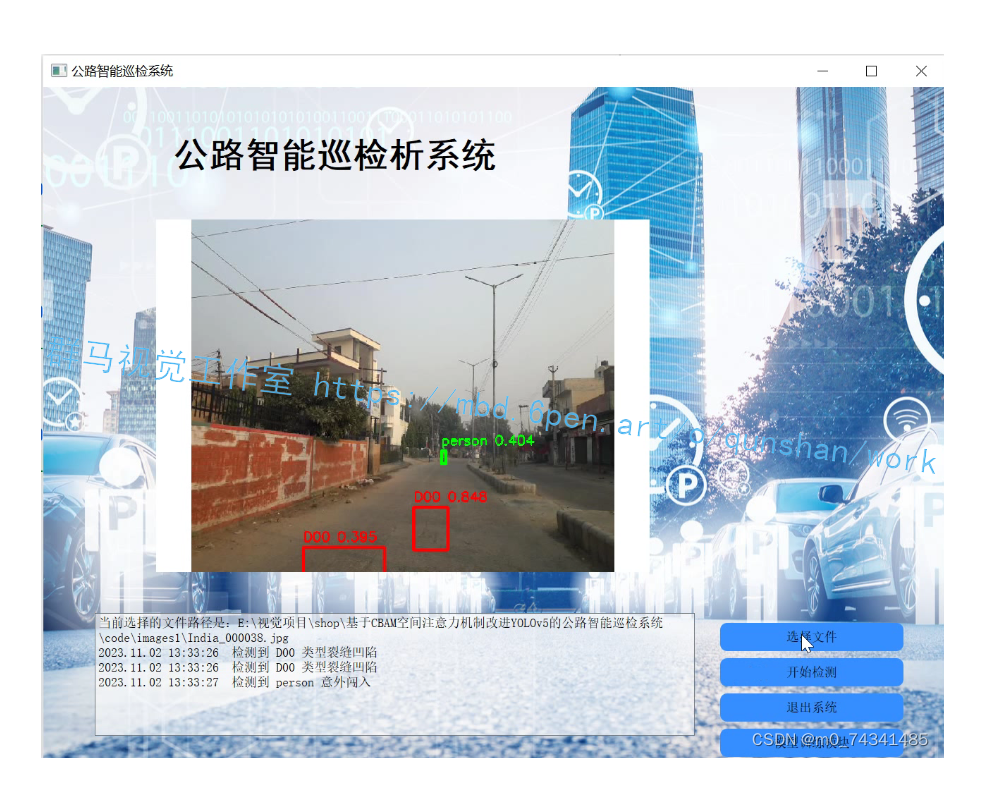 公路智能巡检系统
公路智能巡检析系统
马视觉工作室 https://mbd.6pen.art/o/qunshan/work
person 0.404
D00 0.848
D00 0.395
当前选择的文件路径是：E:\视觉项目\shop\基于CBAM空间注意力机制改进YOLOv5的公路智能巡检系统
\code\images1\India_000038.jpg
2023.11.02 13:33:26 检测到 D00 类型裂缝凹陷
2023.11.02 13:33:26 检测到 D00 类型裂缝凹陷
2023.11.02 13:33:27 检测到 person 意外闯入
选择文件
开始检测
退出系统
CSDN @m0_74341485